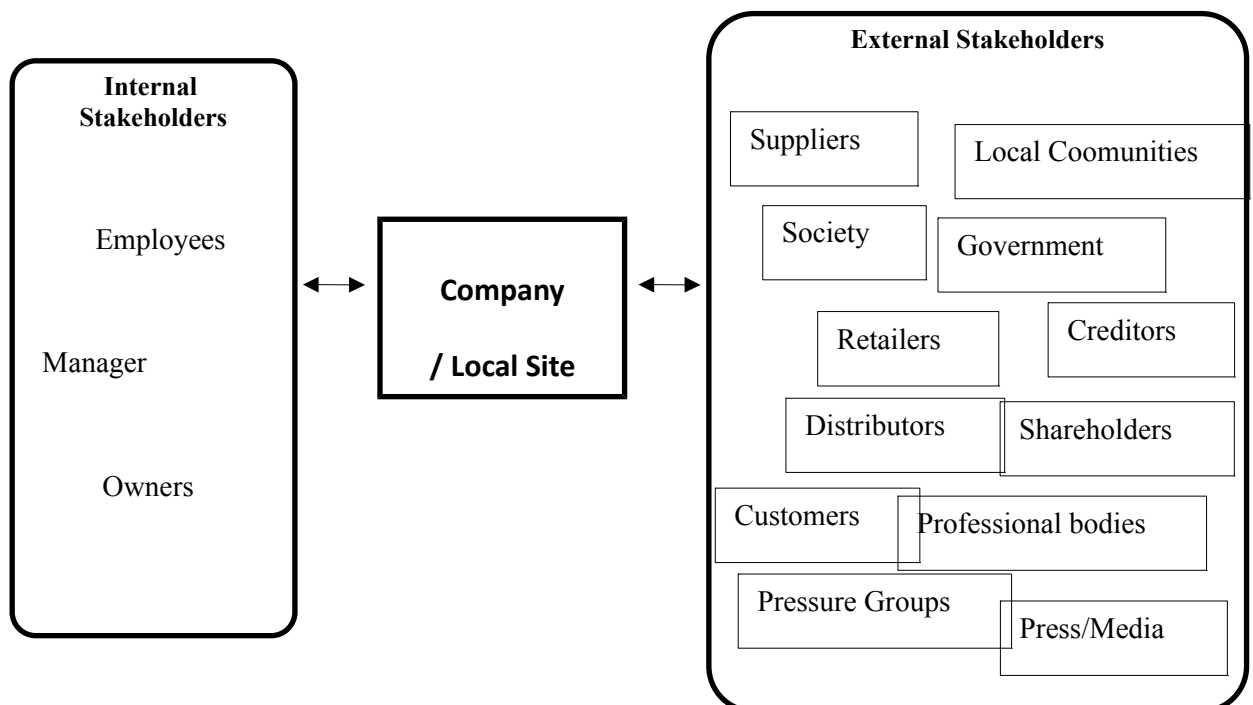 Internal
Stakeholders
Employees
Manager
Owners
Company
/ Local Site
External Stakeholders
Suppliers
Local Coomunities
Society
Government
Retailers
Creditors
Distributors
Shareholders
Customers
Professional bodies
Pressure Groups
Press/Media